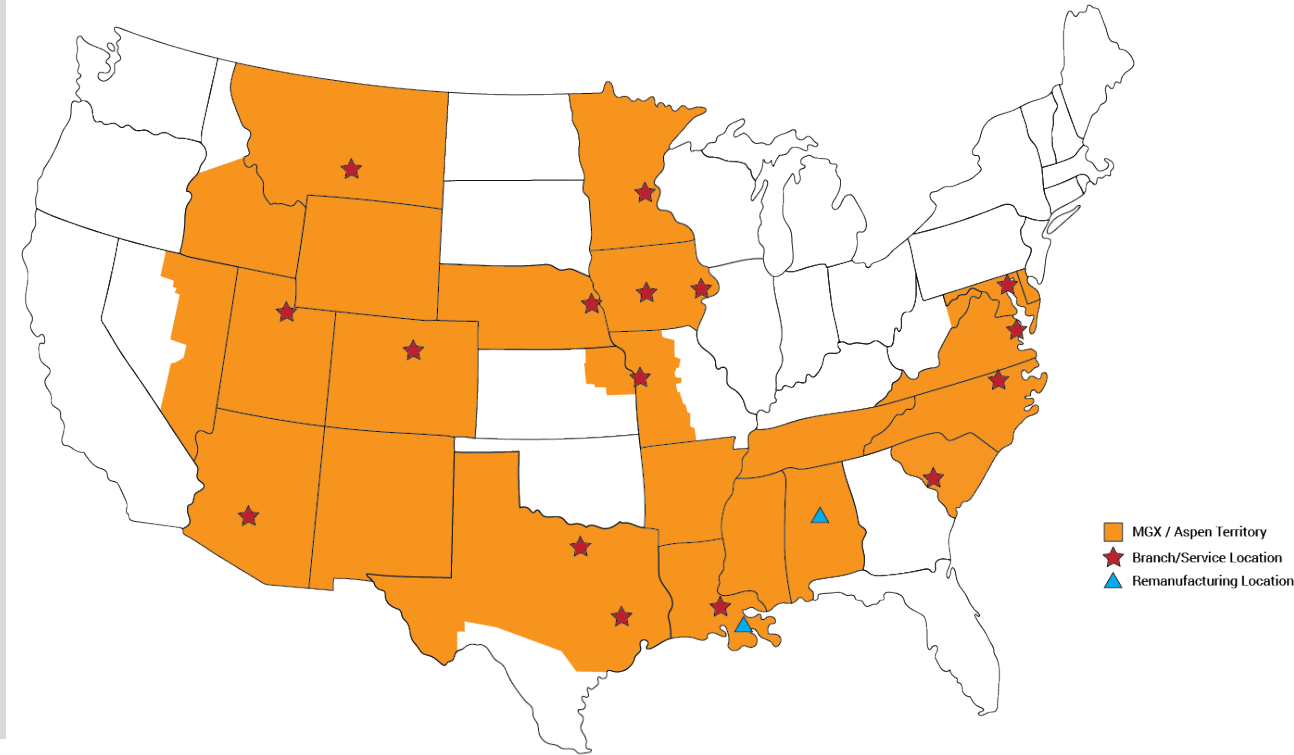 MGX / Aspen Territory
Branch/Service Location
Remanufacturing Location